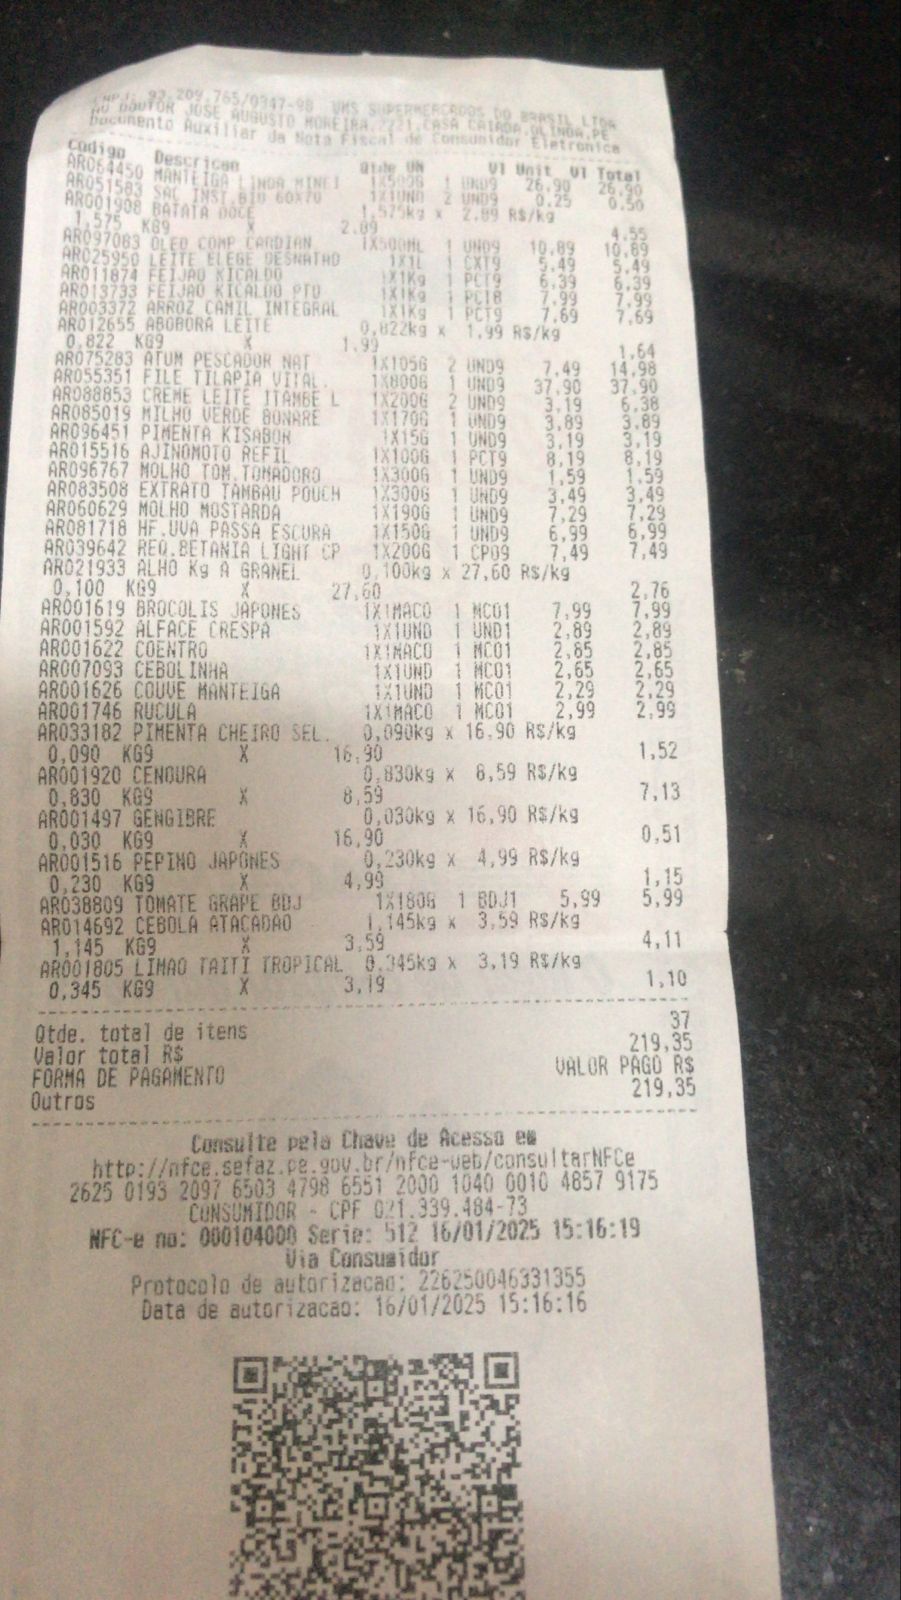 CNPJ: 93.209.765/0347-98 WMS SUPERMERCADOS DO BRASIL LTDA
AV DOUTOR JOSE AUGUSTO MOREIRA,2221,CASA CAIADA,OLINDA,PE
Documento Auxiliar da Nota Fiscal de Consumidor Eletronica
Codigo Descricao Qtde UN Vl Unit Vl Total
AR064450 MANTEIGA LINDA MINEI 1X500G 1 UND9 26,90 26,90
AR051583 SAC INST.BIO 60X70 1X1UND 2 UND9 0,25 0,50
AR001908 BATATA DOCE 1,575kg x 2,89 R$/kg
1,575 KG9 X 2,89 4,55
AR097083 OLEO COMP CARDIAN 1X500ML 1 UND9 10,89 10,89
AR025950 LEITE ELEGE DESNATAD 1X1L 1 CXT9 5,49 5,49
AR011874 FEIJAO KICALDO 1X1Kg 1 PCT9 6,39 6,39
AR013733 FEIJAO KICALDO PTO 1X1Kg 1 PCT8 7,99 7,99
AR003372 ARROZ CAMIL INTEGRAL 1X1Kg 1 PCT9 7,69 7,69
AR012655 ABOBORA LEITE 0,822kg x 1,99 R$/kg
0,822 KG9 X 1,99 1,64
AR075283 ATUM PESCADOR NAT 1X105G 2 UND9 7,49 14,98
AR055351 FILE TILAPIA VITAL. 1X800G 1 UND9 37,90 37,90
AR088853 CREME LEITE ITAMBE L 1X200G 2 UND9 3,19 6,38
AR085019 MILHO VERDE BONARE 1X170G 1 UND9 3,89 3,89
AR096451 PIMENTA KISABOR 1X15G 1 UND9 3,19 3,19
AR015516 AJINOMOTO REFIL 1X100G 1 PCT9 8,19 8,19
AR096767 MOLHO TOM.TOMADORO 1X300G 1 UND9 1,59 1,59
AR083508 EXTRATO TAMBAU POUCH 1X300G 1 UND9 3,49 3,49
AR060629 MOLHO MOSTARDA 1X190G 1 UND9 7,29 7,29
AR081718 HF.UVA PASSA ESCURA 1X150G 1 UND9 6,99 6,99
AR039642 REQ.BETANIA LIGHT CP 1X200G 1 CP09 7,49 7,49
AR021933 ALHO Kg A GRANEL 0,100kg x 27,60 R$/kg
0,100 KG9 X 27,60 2,76
AR001619 BROCOLIS JAPONES 1X1MACO 1 MC01 7,99 7,99
AR001592 ALFACE CRESPA 1X1UND 1 UND1 2,89 2,89
AR001622 COENTRO 1X1MACO 1 MC01 2,85 2,85
AR007093 CEBOLINHA 1X1UND 1 MC01 2,65 2,65
AR001626 COUVE MANTEIGA 1X1UND 1 MC01 2,29 2,29
AR001746 RUCULA 1X1MACO 1 MC01 2,99 2,99
AR033182 PIMENTA CHEIRO SEL. 0,090kg x 16,90 R$/kg
0,090 KG9 X 16,90 1,52
AR001920 CENOURA 0,830kg x 8,59 R$/kg
0,830 KG9 X 8,59 7,13
AR001497 GENGIBRE 0,030kg x 16,90 R$/kg
0,030 KG9 X 16,90 0,51
AR001516 PEPINO JAPONES 0,230kg x 4,99 R$/kg
0,230 KG9 X 4,99 1,15
AR038809 TOMATE GRAPE BDJ 1X180G 1 BDJ1 5,99 5,99
AR014692 CEBOLA ATACADAO 1,145kg x 3,59 R$/kg
1,145 KG9 X 3,59 4,11
AR001805 LIMAO TAITI TROPICAL 0,345kg x 3,19 R$/kg
0,345 KG9 X 3,19 1,10
Qtde. total de itens 37
Valor total R$ 219,35
FORMA DE PAGAMENTO VALOR PAGO R$
Outros 219,35
Consulte pela Chave de Acesso em
http://nfce.sefaz.pe.gov.br/nfce-web/consultarNFCe
2625 0193 2097 6503 4798 6551 2000 1040 0010 4857 9175
CONSUMIDOR - CPF 021.339.484-73
NFC-e no: 000104000 Serie: 512 16/01/2025 15:16:19
Via Consumidor
Protocolo de autorizacao: 226250046331355
Data de autorizacao: 16/01/2025 15:16:16